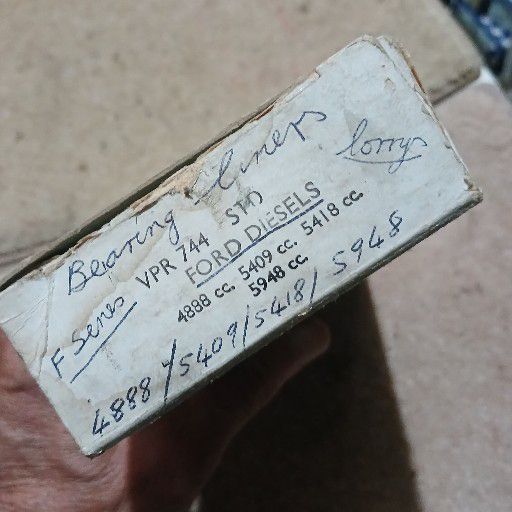 Bearing liners
lorrys
VPR 744 STD
FORD DIESELS
F Series
4888 cc. 5409 cc. 5418 cc.
5948 cc.
4888/5409/5418/5948